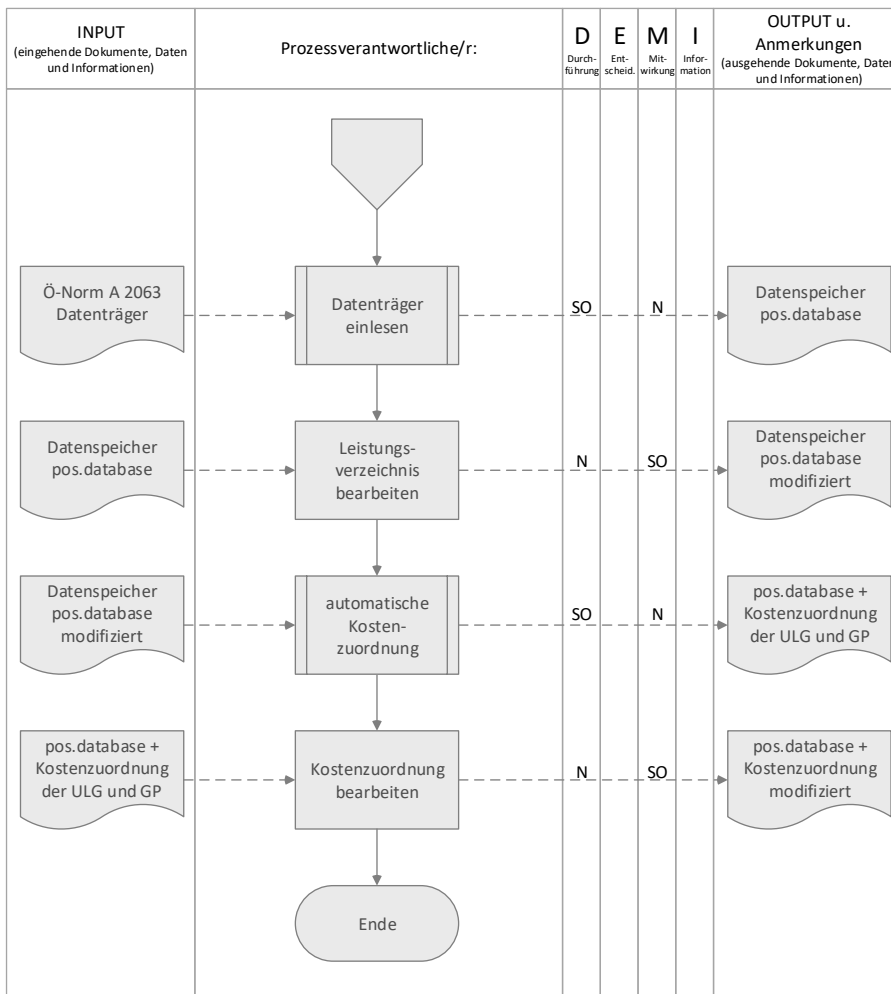 INPUT
(eingehende Dokumente, Daten
und Informationen)
Prozessverantwortliche/r:
D
Durch-
führung
E
Ent-
scheid.
M
Mit-
wirkung
I
Infor-
mation
OUTPUT u.
Anmerkungen
(ausgehende Dokumente, Daten
und Informationen)
Ö-Norm A 2063
Datenträger
Datenträger
einlesen
SO
N
Datenspeicher
pos.database
Datenspeicher
pos.database
Leistungs-
verzeichnis
bearbeiten
N
SO
Datenspeicher
pos.database
modifiziert
Datenspeicher
pos.database
modifiziert
automatische
Kosten-
zuordnung
SO
N
pos.database +
Kostenzuordnung
der ULG und GP
pos.database +
Kostenzuordnung
der ULG und GP
Kostenzuordnung
bearbeiten
N
SO
pos.database +
Kostenzuordnung
modifiziert
Ende